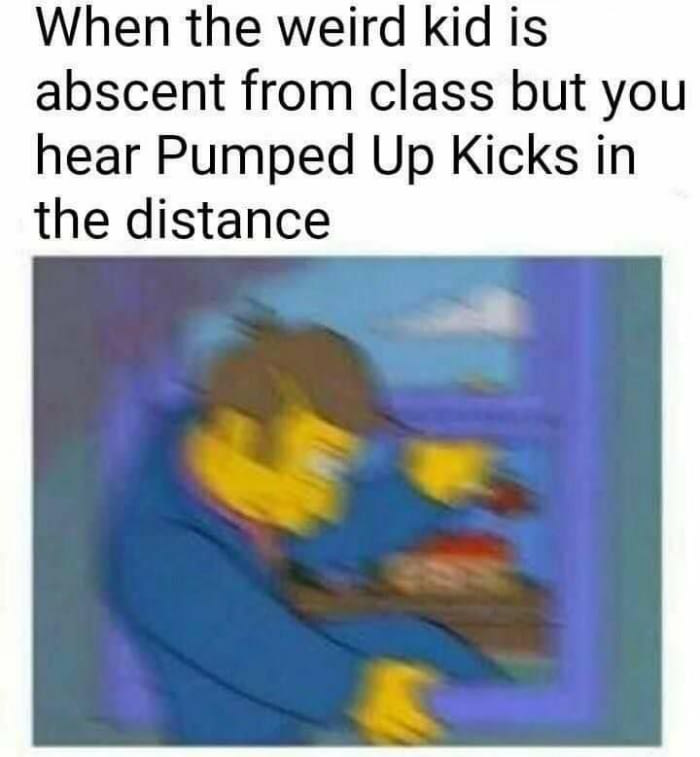 When the weird kid is
abscent from class but you
hear Pumped Up Kicks in
the distance